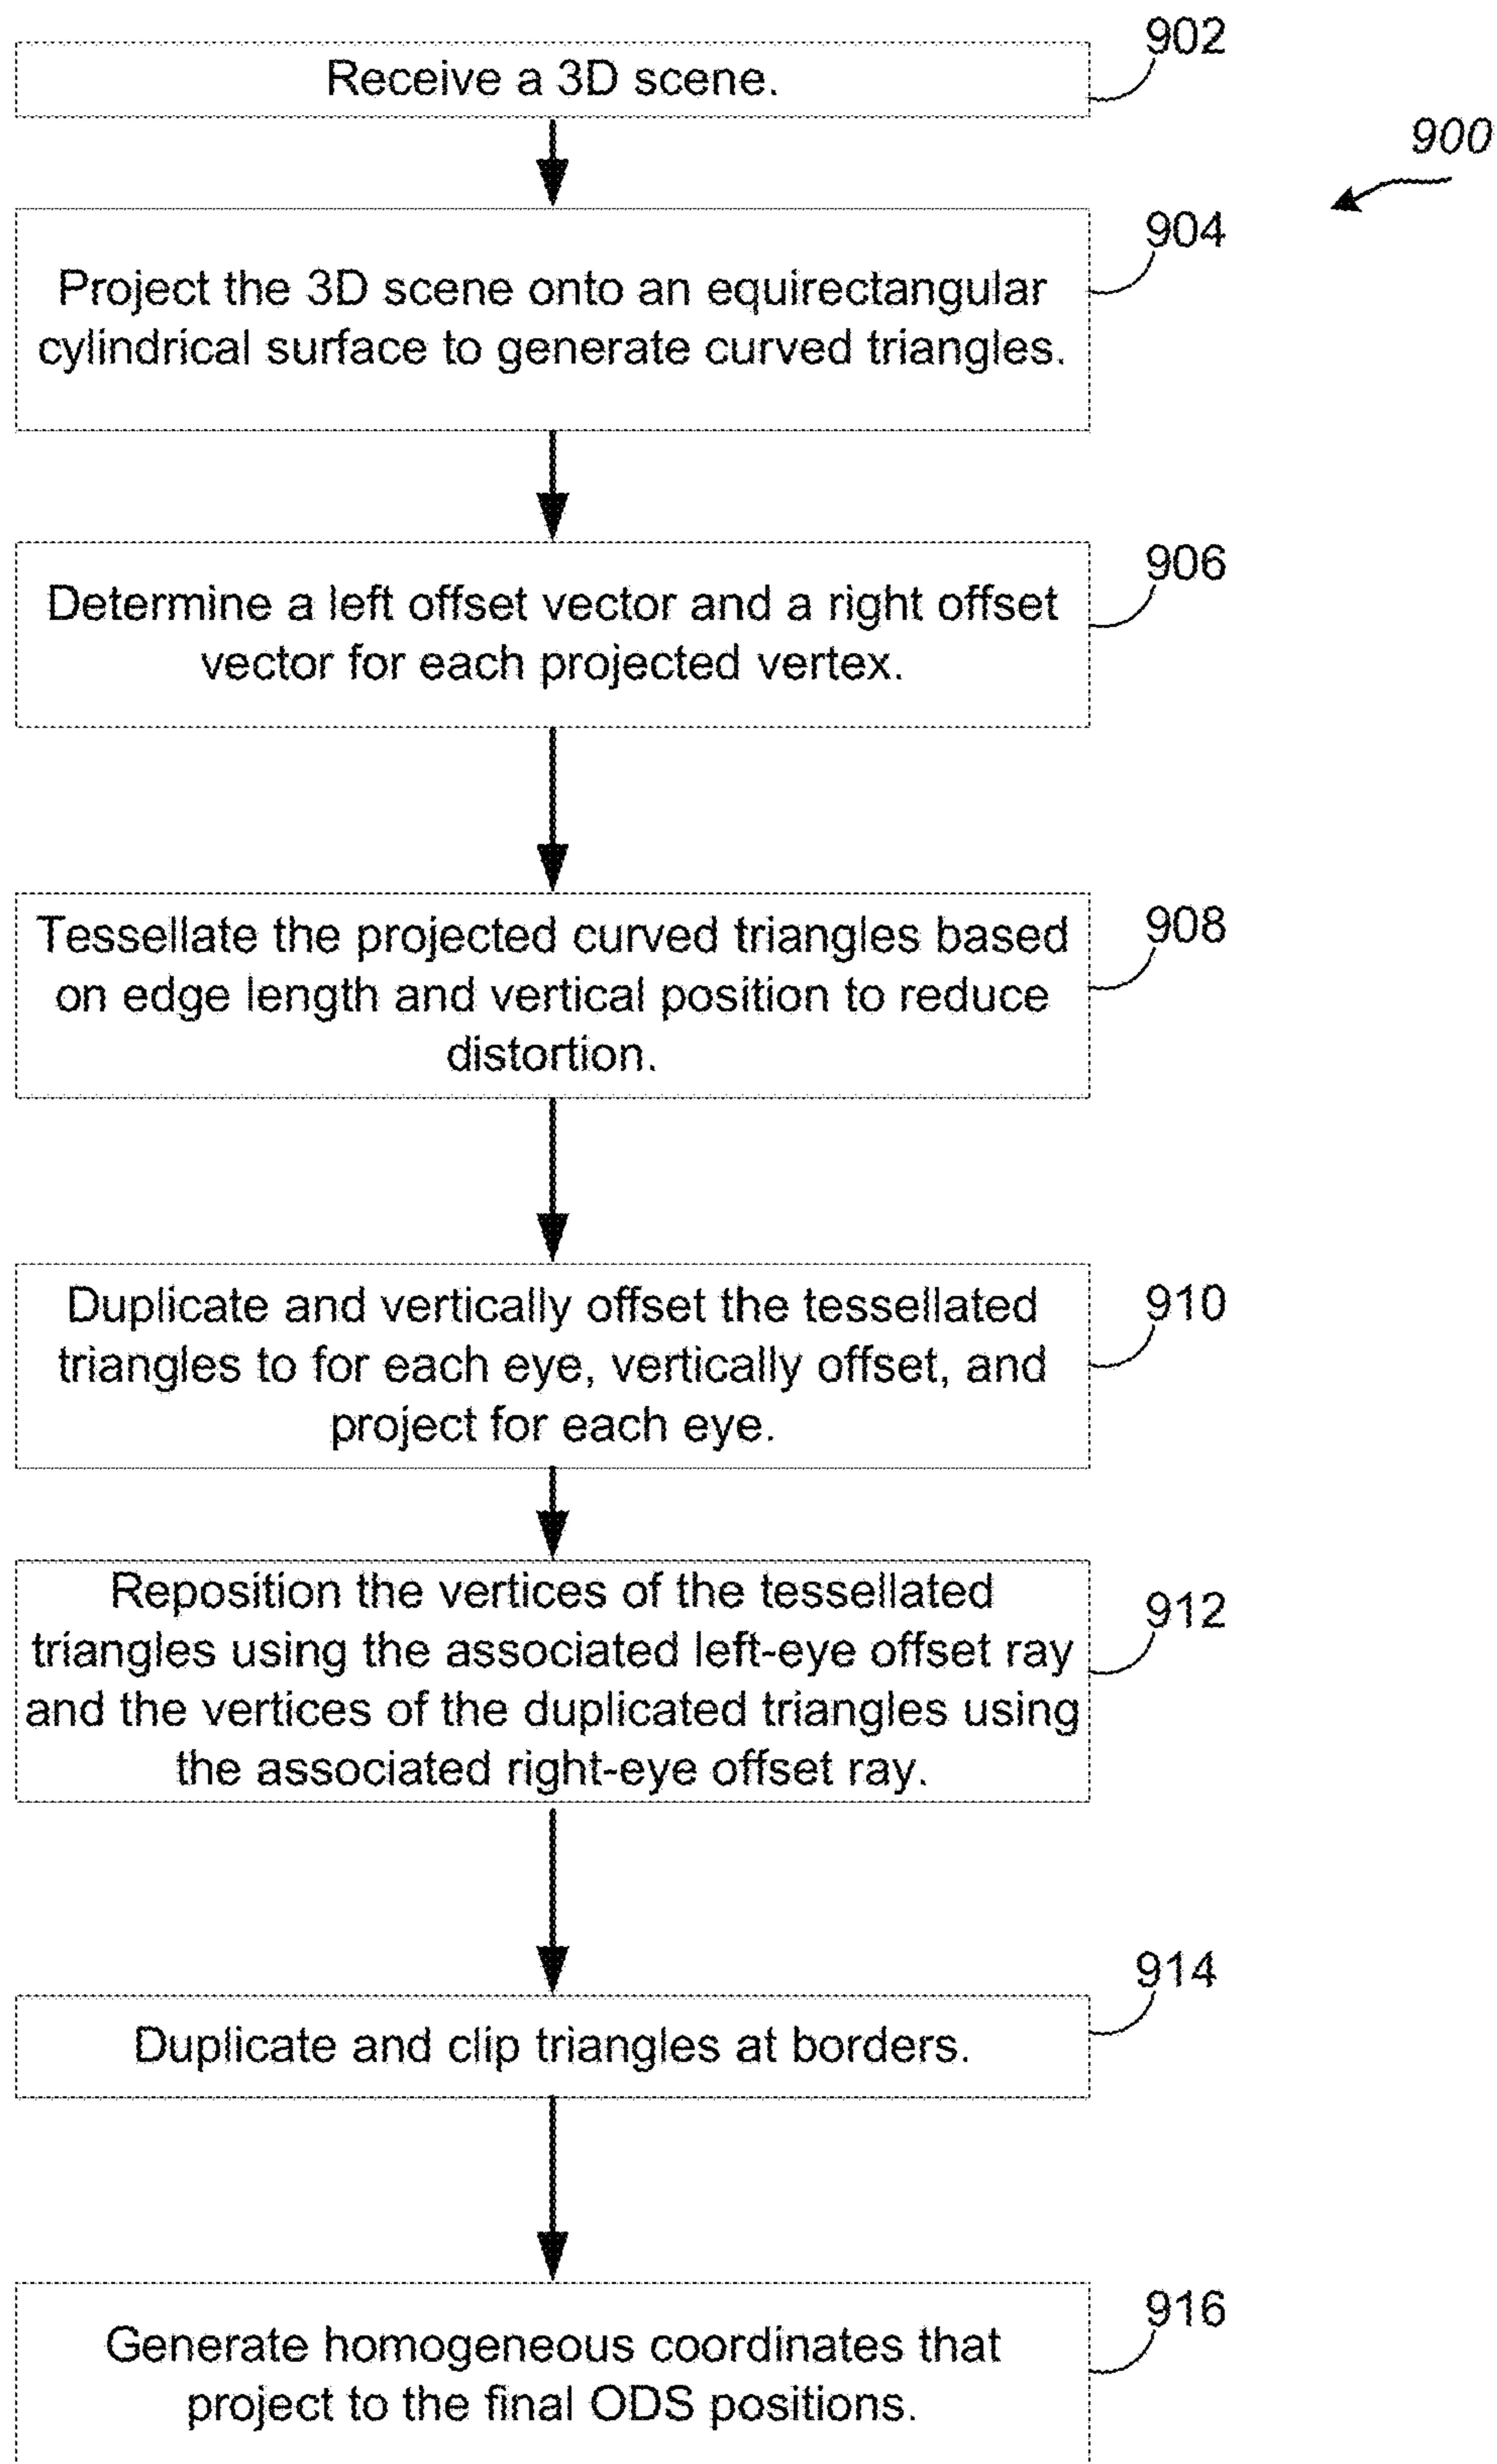 902
Receive a 3D scene.
900
904
Project the 3D scene onto an equirectangular
cylindrical surface to generate curved triangles.
906
Determine a left offset vector and a right offset
vector for each projected vertex.
908
Tessellate the projected curved triangles based
on edge length and vertical position to reduce
distortion.
910
Duplicate and vertically offset the tessellated
triangles to for each eye, vertically offset, and
project for each eye.
912
Reposition the vertices of the tessellated
triangles using the associated left-eye offset ray
and the vertices of the duplicated triangles using
the associated right-eye offset ray.
914
Duplicate and clip triangles at borders.
916
Generate homogeneous coordinates that
project to the final ODS positions.